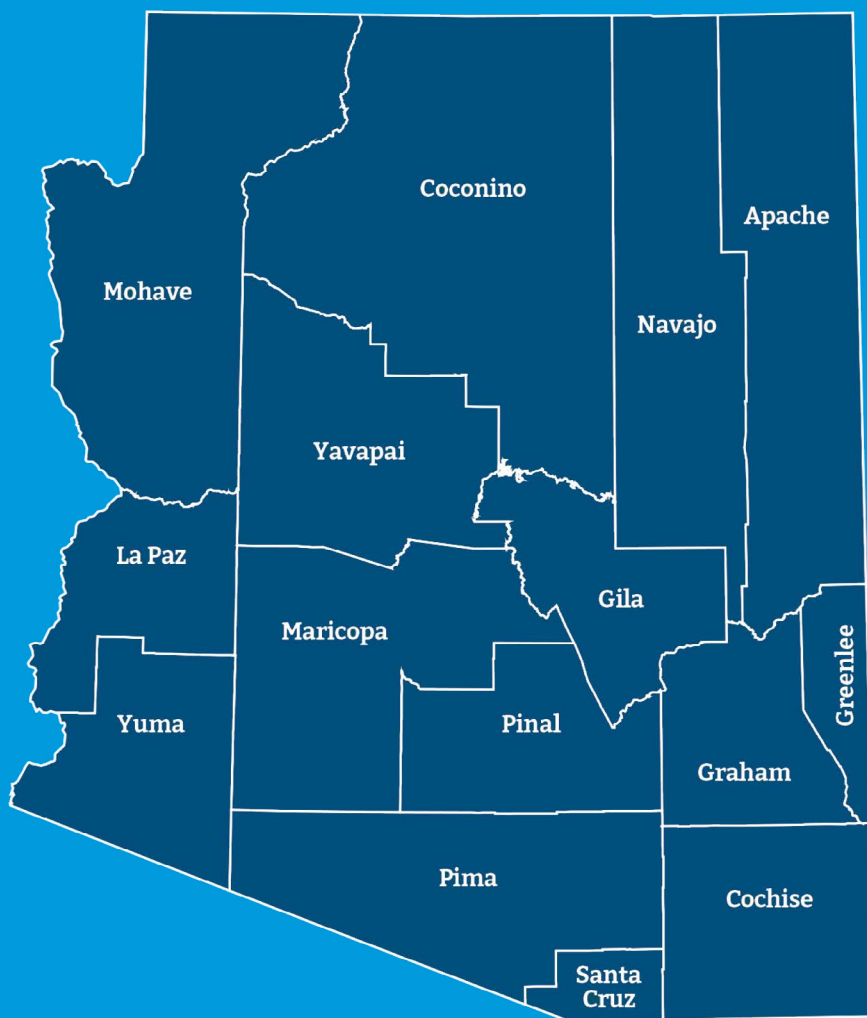 Coconino
Apache
Mohave
Navajo
Yavapai
La Paz
Gila
Maricopa
Greenlee
Yuma
Pinal
Graham
Pima
Cochise
Santa
Cruz